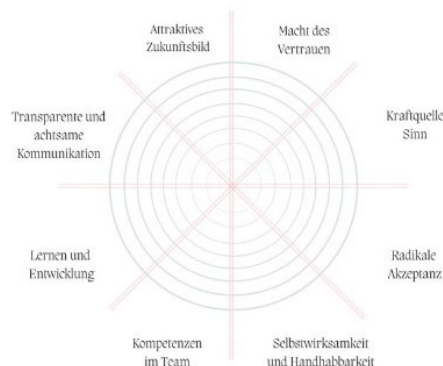 Attraktives
Zukunftsbild
Macht des
Vertrauen
Transparente und
achtsame
Kommunikation
Kraftquelle
Sinn
Lernen und
Entwicklung
Radikale
Akzeptanz
Kompetenzen
im Team
Selbstwirksamkeit
und Handhabbarkeit